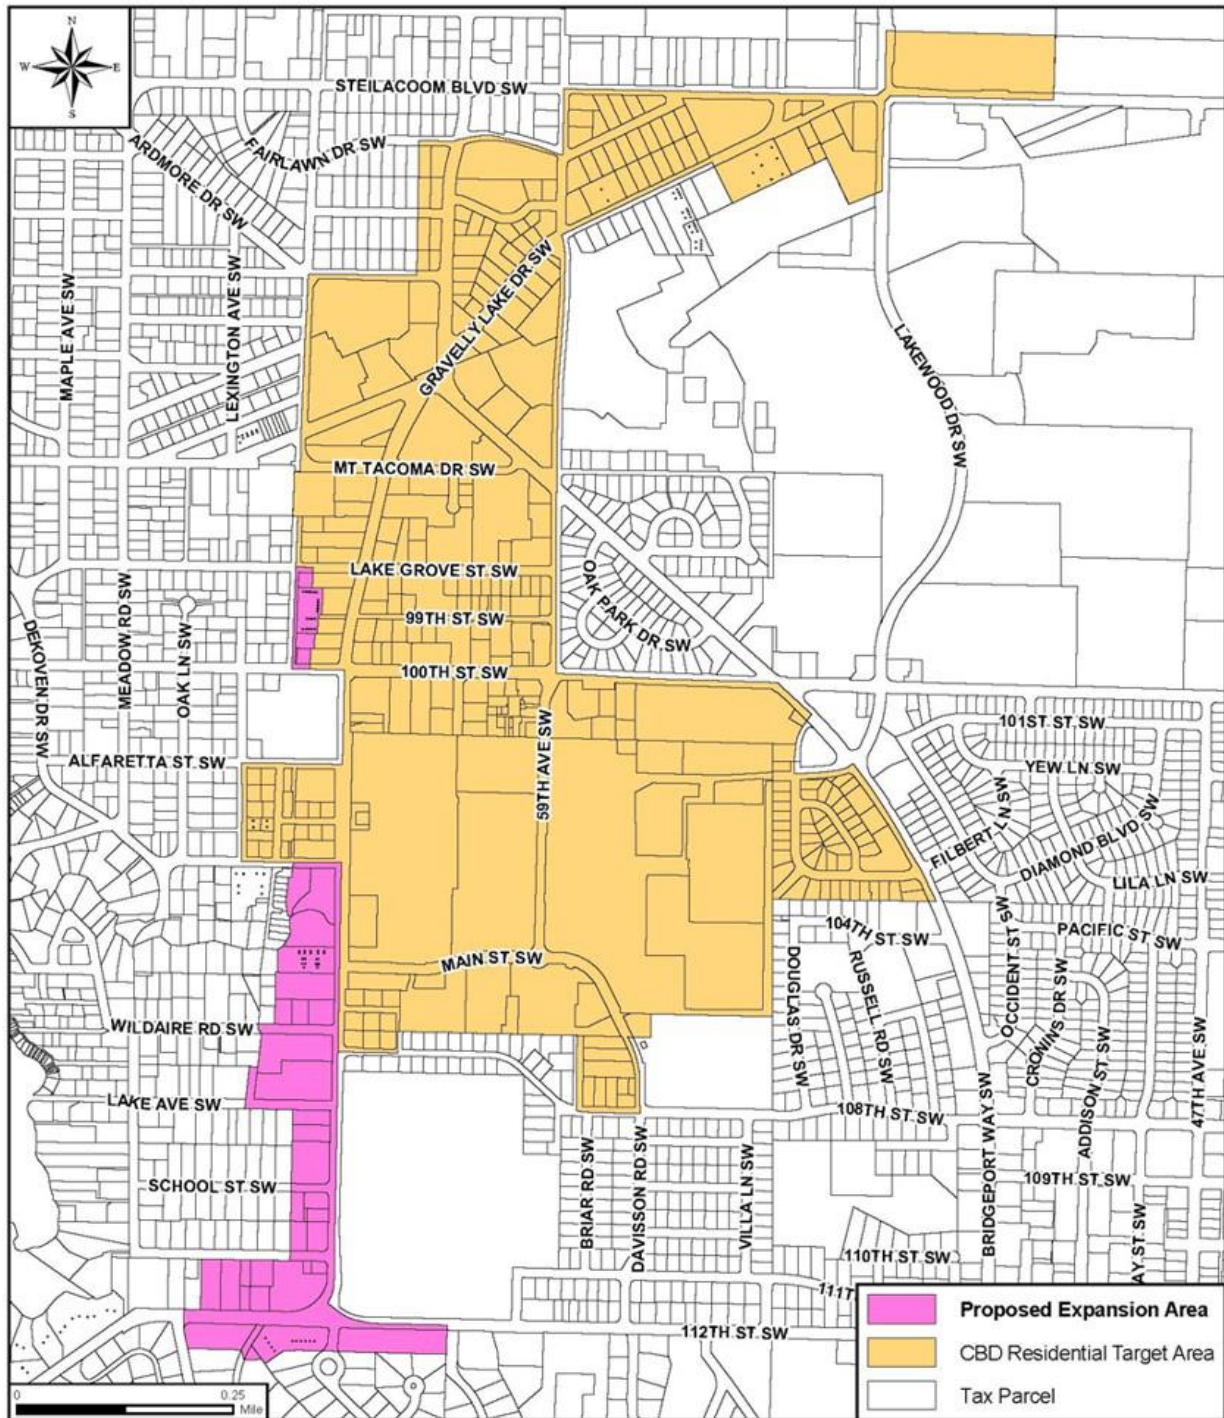 N
W E
S
STEILACOOM BLVD SW
FAIRLAWN DR SW
ARDMORE DR SW
MAPLE AVE SW
LEXINGTON AVE SW
GRAVELLY LAKE DR SW
LAKEWOOD DR SW
MT TACOMA DR SW
LAKE GROVE ST SW
OAK PARK DR SW
99TH ST SW
100TH ST SW
DEKOVEN DR SW
MEADOW RD SW
OAK LN SW
59TH AVE SW
101ST ST SW
ALFARETTA ST SW
YEW LN SW
FILBERT LN SW
DIAMOND BLVD SW
LILA LN SW
104TH ST SW
PACIFIC ST SW
MAIN ST SW
DOUGLAS DR SW
RUSSELL RD SW
OCCIDENT ST SW
CRONINS DR SW
ADDISON ST SW
47TH AVE SW
WILDAIRE RD SW
LAKE AVE SW
108TH ST SW
BRIDGEPORT WAY SW
SCHOOL ST SW
109TH ST SW
BRIAR RD SW
DAVISSON RD SW
VILLA LN SW
110TH ST SW
AY ST SW
111T
112TH ST SW
Proposed Expansion Area
CBD Residential Target Area
Tax Parcel
0 0.25
Mile